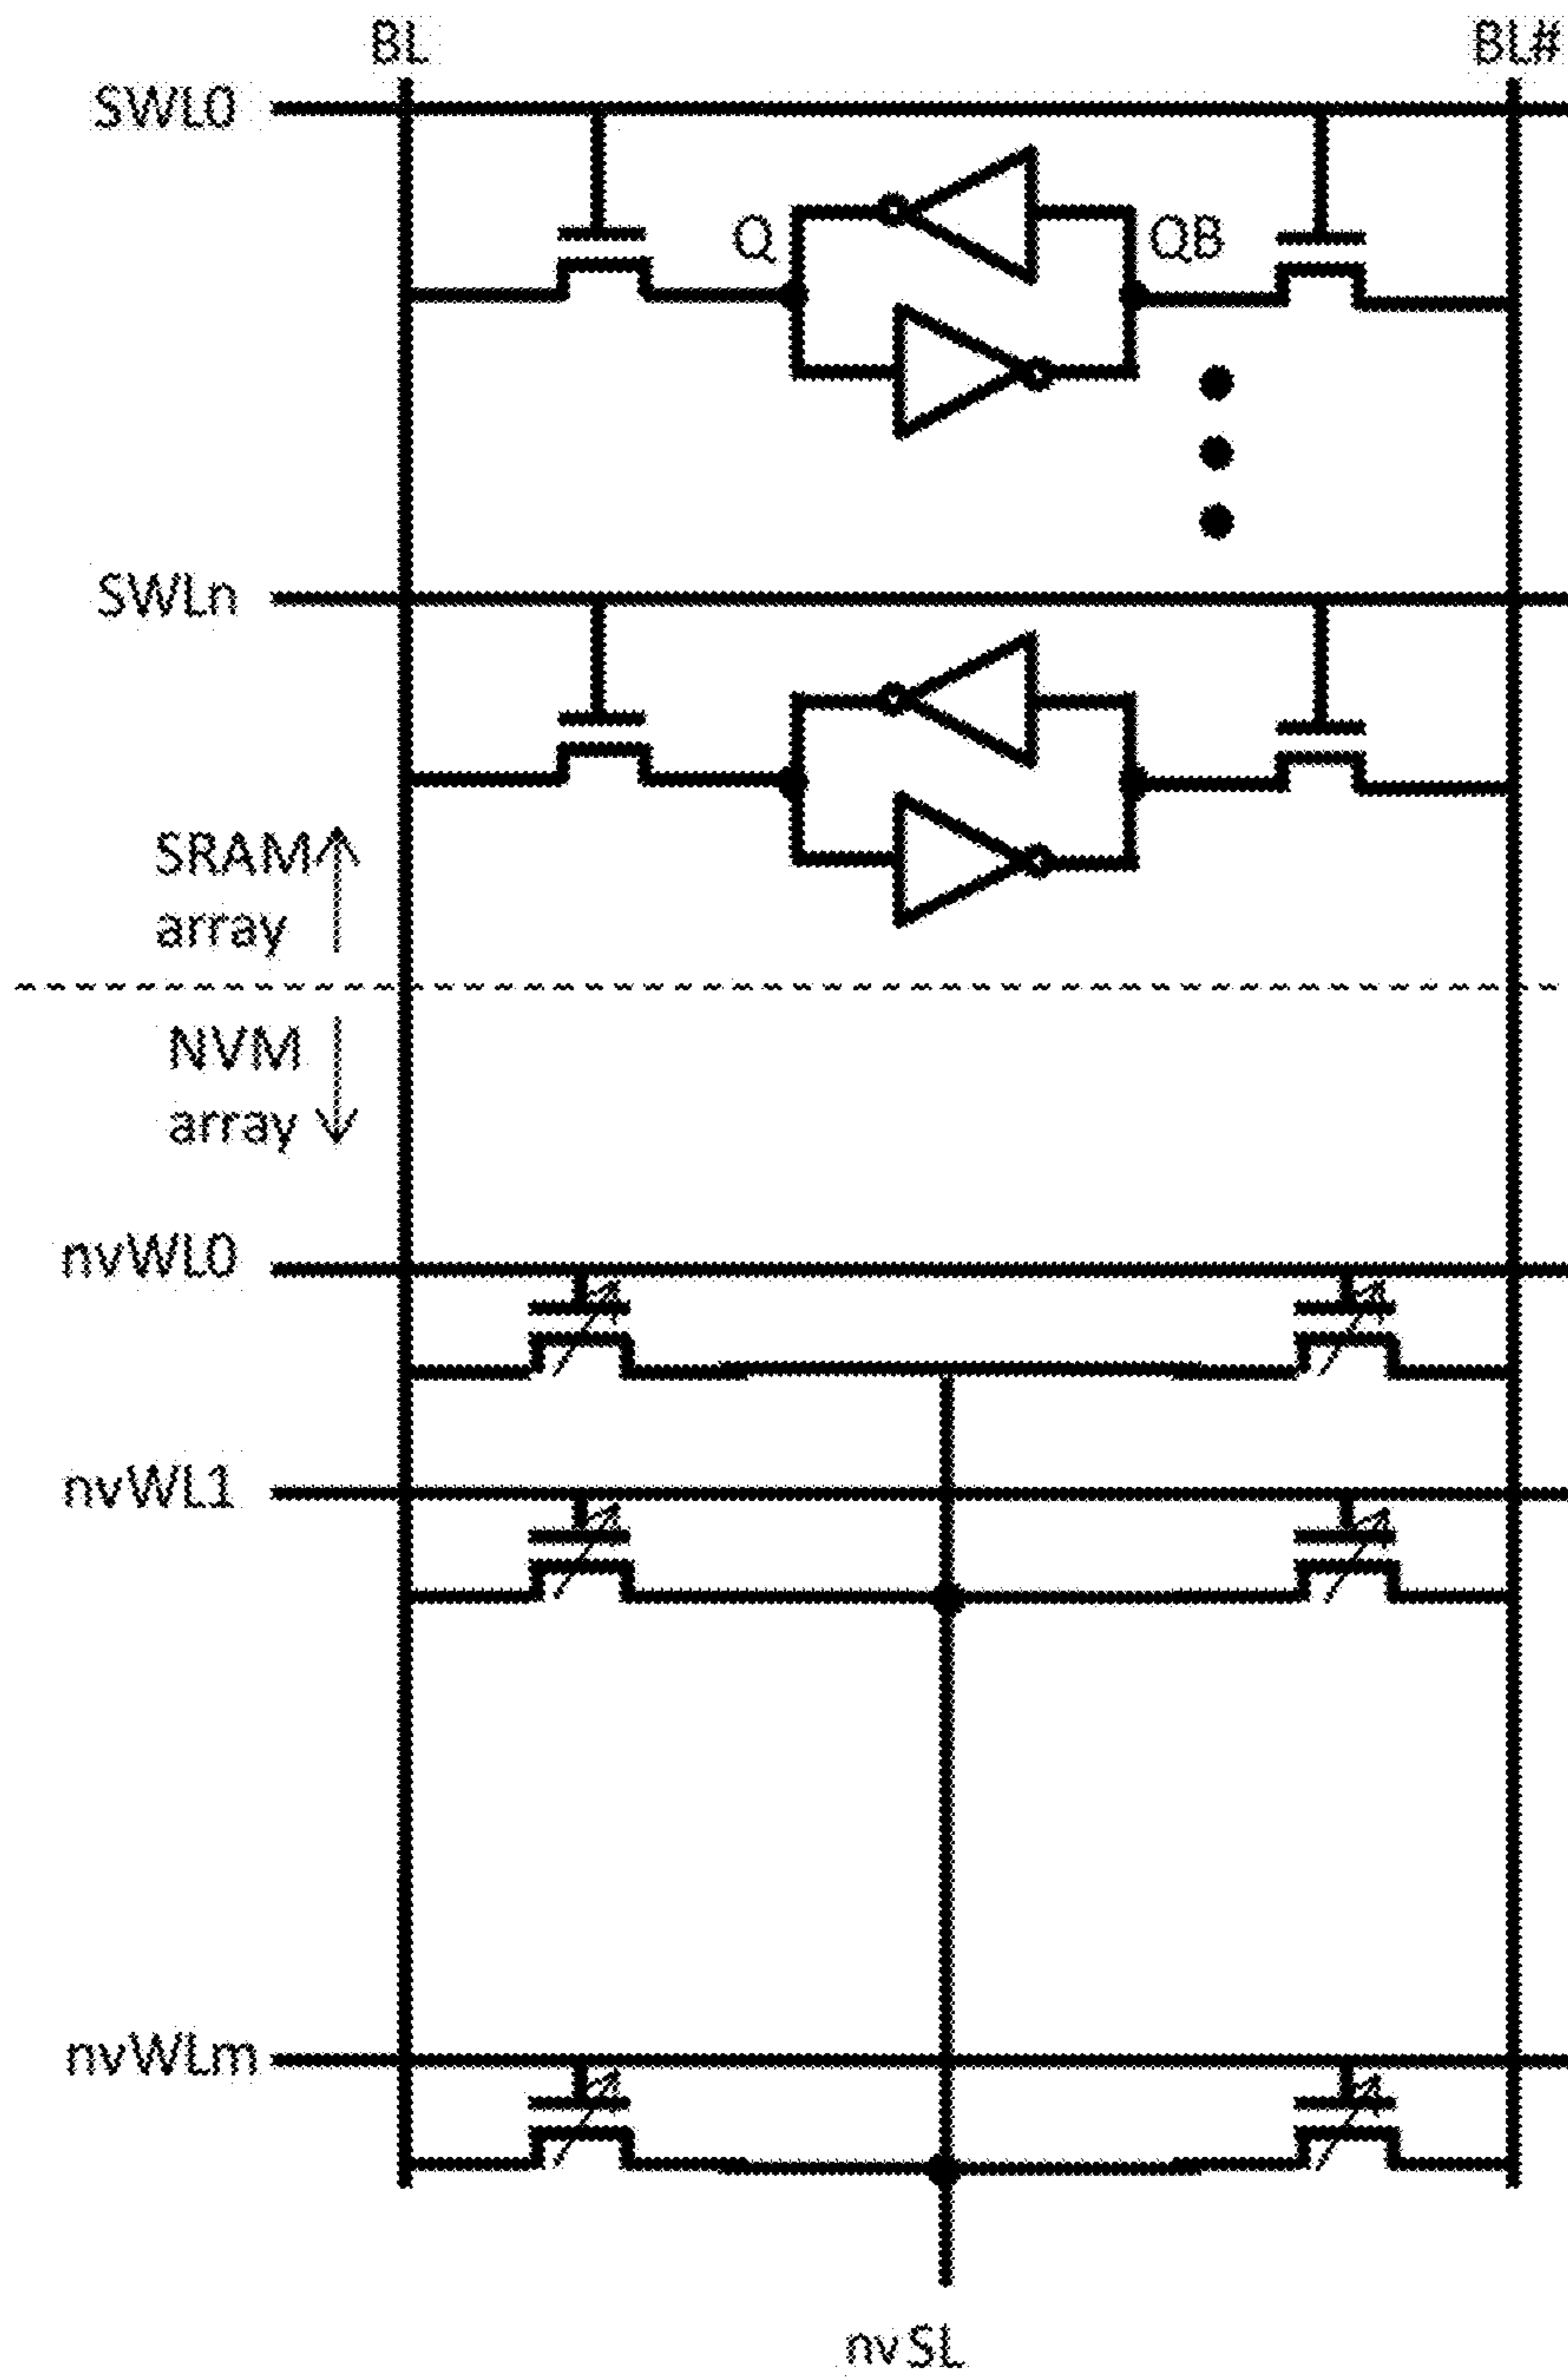 BL
BL#
SWL0
Q
QB
SWLn
SRAM
array
NVM
array
nvWL0
nvWL1
nvWLm
nvSL